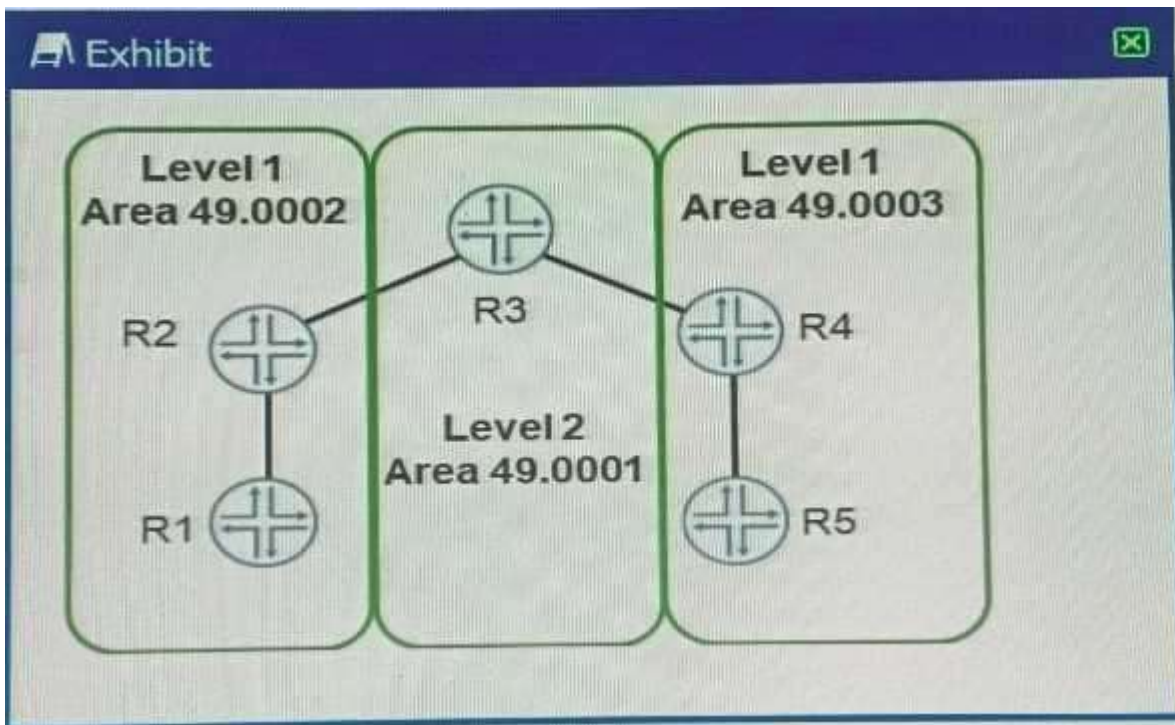 Exhibit
Level 1
Area 49.0002
Level 1
Area 49.0003
R3
R2
R4
Level 2
Area 49.0001
R1
R5